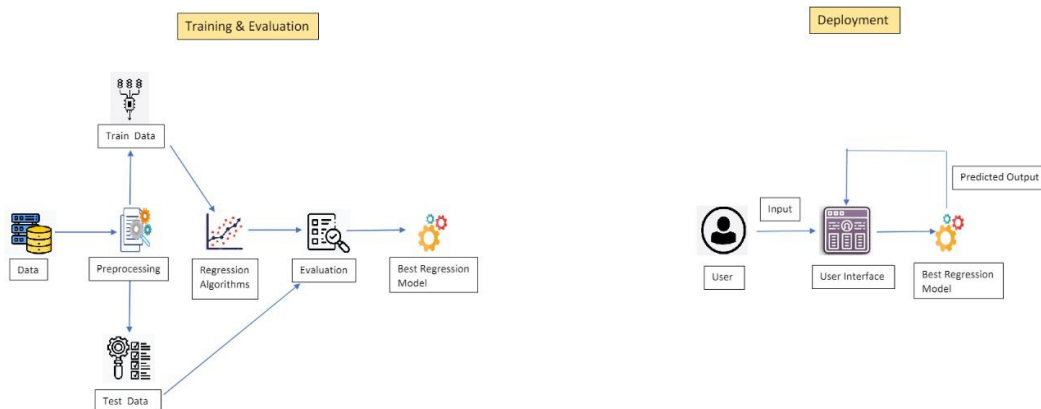 Training & Evaluation
Deployment
Train Data
Predicted Output
Input
Data
Preprocessing
Regression
Algorithms
Evaluation
Best Regression
Model
User
User Interface
Best Regression
Model
Test Data